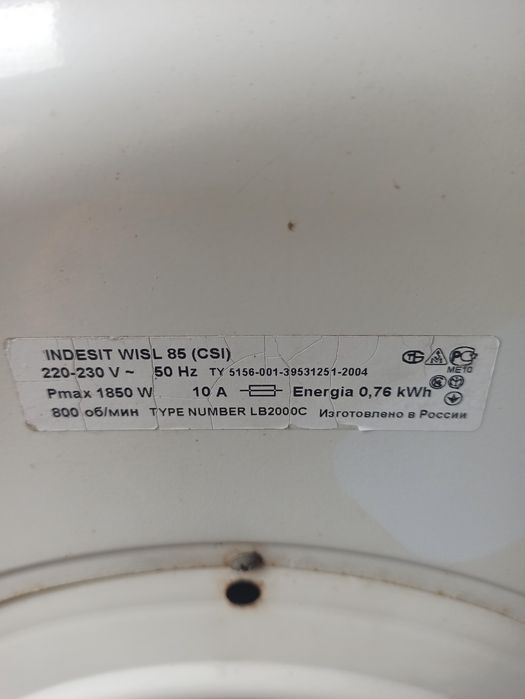 INDESIT WISL 85 (CSI)
220-230 V ~ 50 Hz TY 5156-001-39531251-2004
ME10
Pmax 1850 W 10 A Energia 0,76 kWh
800 об/мин TYPE NUMBER LB2000C Изготовлено в России